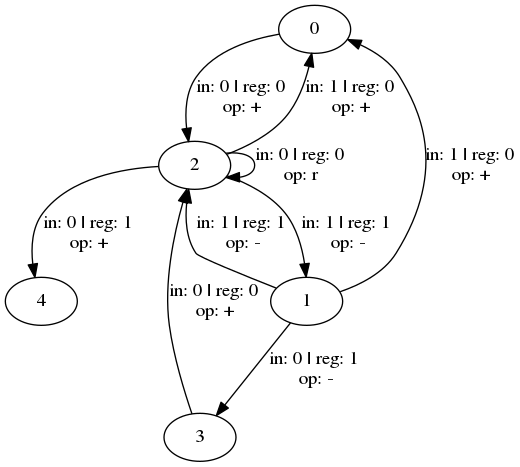 0
in: 0 | reg: 0
op: +
in: 1 | reg: 0
op: +
in: 1 | reg: 0
op: +
2
in: 0 | reg: 0
op: r
in: 0 | reg: 1
op: +
in: 1 | reg: 1
op: -
in: 1 | reg: 1
op: -
4
1
in: 0 | reg: 0
op: +
in: 0 | reg: 1
op: -
3